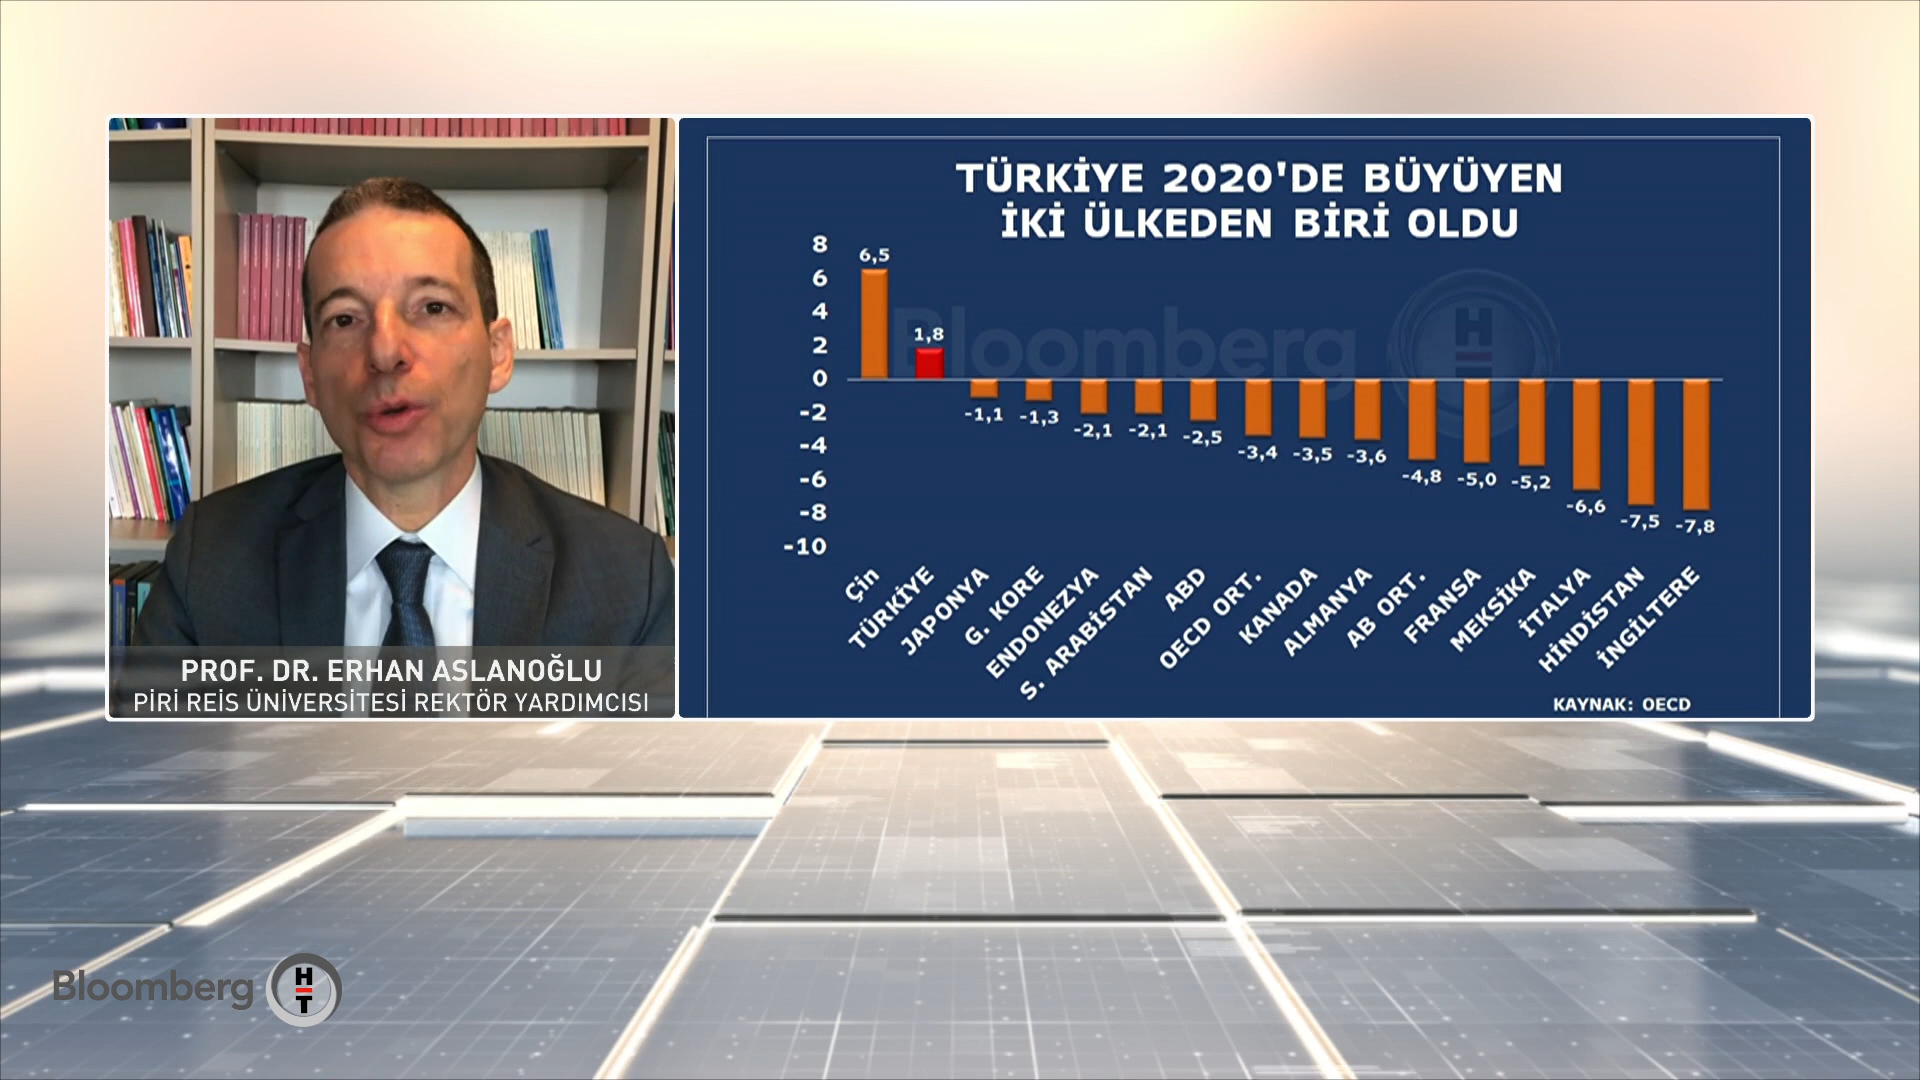 TÜRKİYE 2020'DE BÜYÜYEN
İKİ ÜLKEDEN BİRİ OLDU
8
6
4
2
0
-2
-4
-6
-8
-10
6,5
1,8
-1,1
-1,3
-2,1
-2,1
-2,5
-3,4
-3,5
-3,6
-4,8
-5,0
-5,2
-6,6
-7,5
-7,8
Bloomberg HT
Çin
TÜRKİYE
JAPONYA
G. KORE
ENDONEZYA
S. ARABİSTAN
ABD
OECD ORT.
KANADA
ALMANYA
AB ORT.
FRANSA
MEKSİKA
İTALYA
HİNDİSTAN
İNGİLTERE
KAYNAK: OECD
PROF. DR. ERHAN ASLANOĞLU
PİRİ REİS ÜNİVERSİTESİ REKTÖR YARDIMCISI
Bloomberg HT